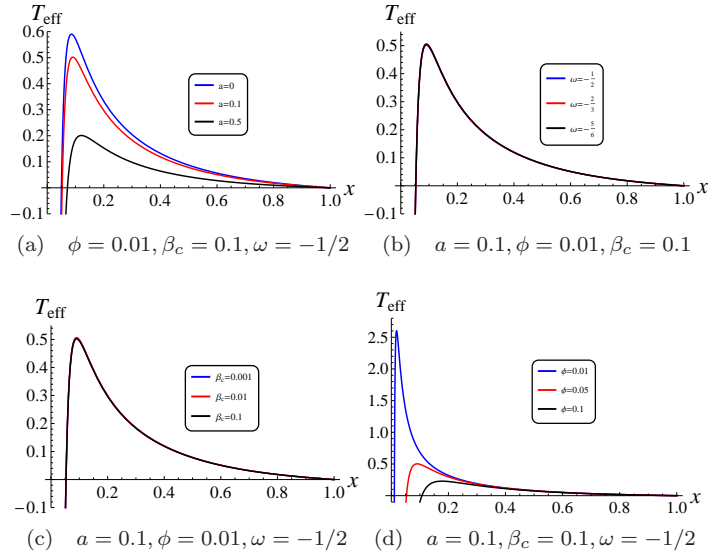 T_eff
0.6
0.5
0.4
0.3
0.2
0.1
−0.1
0.2 0.4 0.6 0.8 1.0 x
a=0
a=0.1
a=0.5
(a) ϕ = 0.01, β_c = 0.1, ω = −1/2
T_eff
0.5
0.4
0.3
0.2
0.1
−0.1
0.2 0.4 0.6 0.8 1.0 x
ω=−1/2
ω=−2/3
ω=−5/6
(b) a = 0.1, ϕ = 0.01, β_c = 0.1
T_eff
0.5
0.4
0.3
0.2
0.1
−0.1
0.2 0.4 0.6 0.8 1.0 x
β_c=0.001
β_c=0.01
β_c=0.1
(c) a = 0.1, ϕ = 0.01, ω = −1/2
T_eff
2.5
2.0
1.5
1.0
0.5
0.2 0.4 0.6 0.8 1.0 x
ϕ=0.01
ϕ=0.05
ϕ=0.1
(d) a = 0.1, β_c = 0.1, ω = −1/2